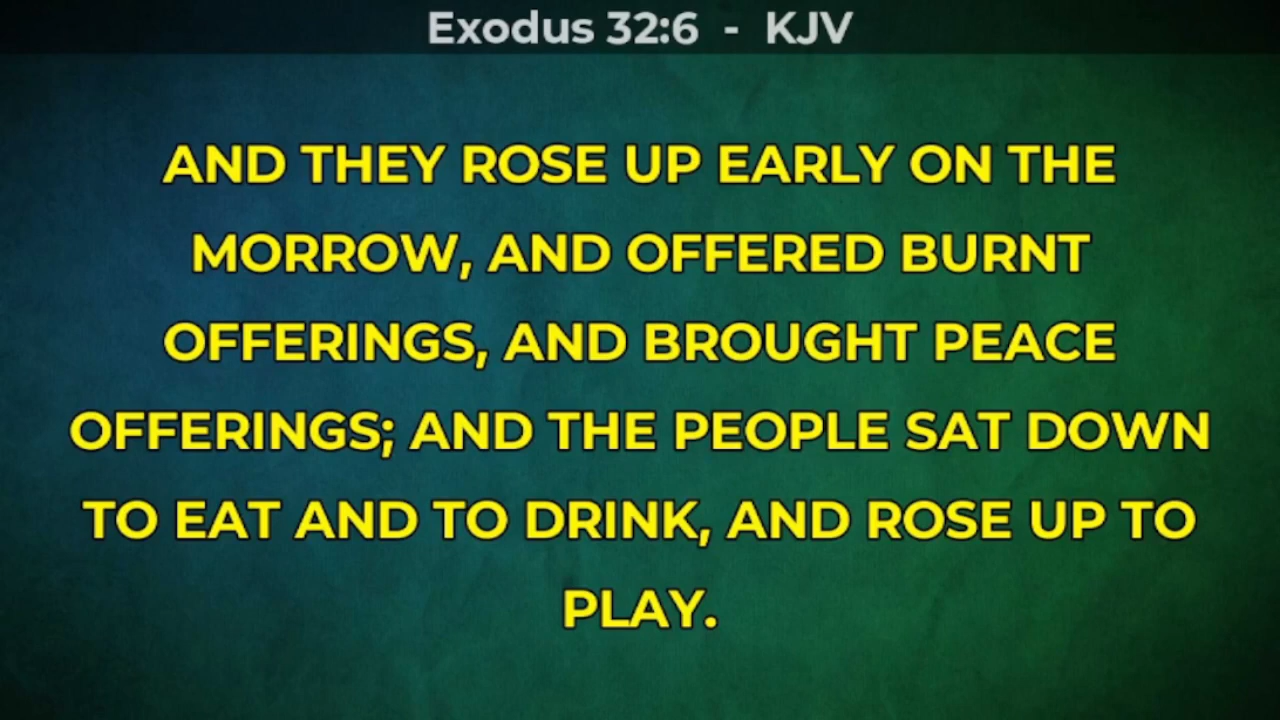 Exodus 32:6 - KJV
AND THEY ROSE UP EARLY ON THE
MORROW, AND OFFERED BURNT
OFFERINGS, AND BROUGHT PEACE
OFFERINGS; AND THE PEOPLE SAT DOWN
TO EAT AND TO DRINK, AND ROSE UP TO
PLAY.